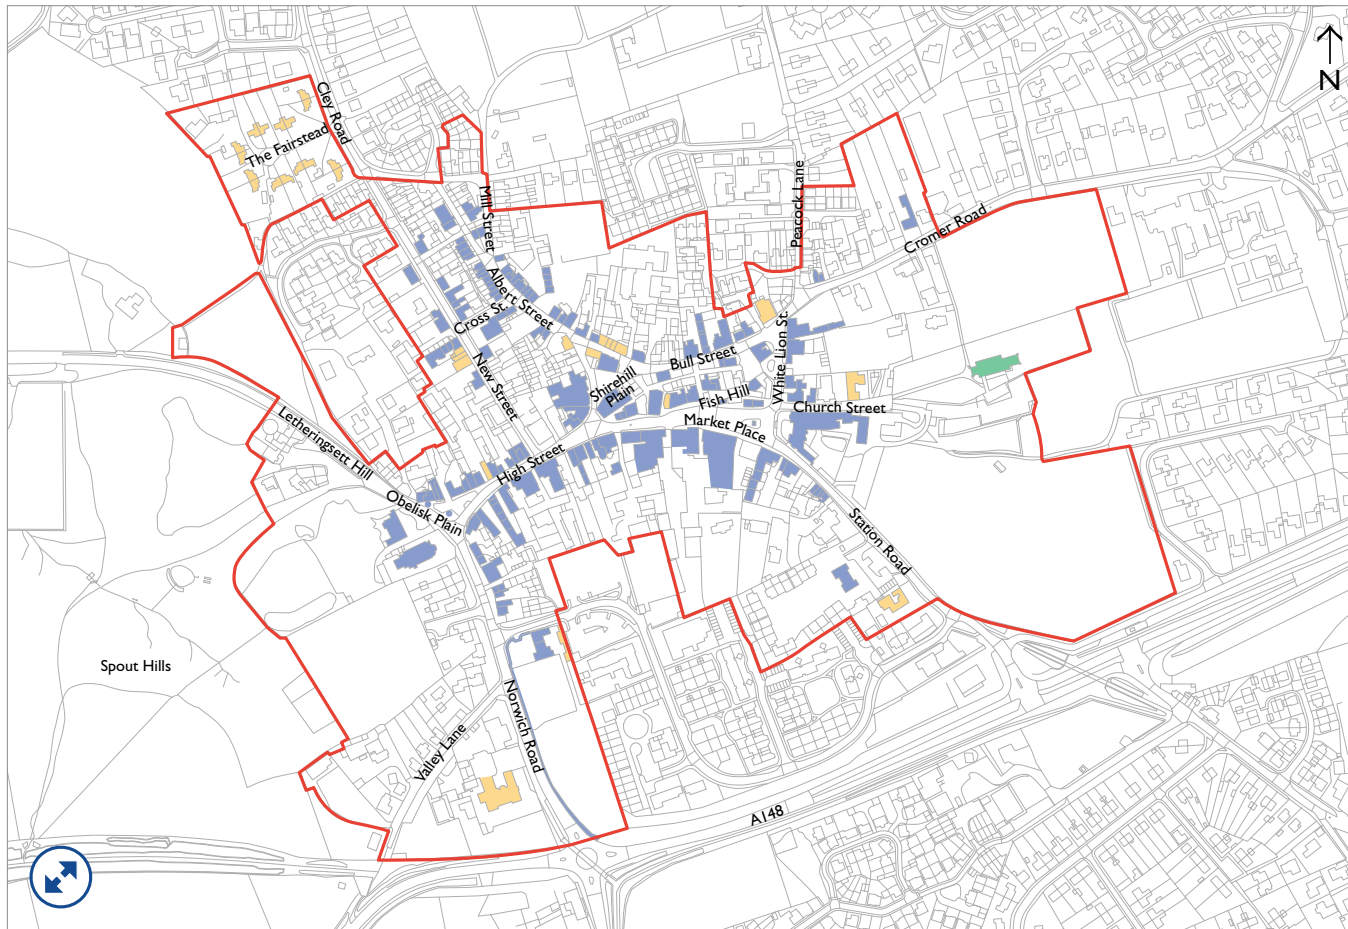 N
Cley Road
The Fairstead
Mill Street
Peacock Lane
Cromer Road
Albert Street
Cross St.
New Street
White Lion St.
Bull Street
Shirehill
Plain
Fish Hill
Church Street
Market Place
Letheringsett Hill
High Street
Obelisk Plain
Station Road
Spout Hills
Norwich Road
Valley Lane
A148